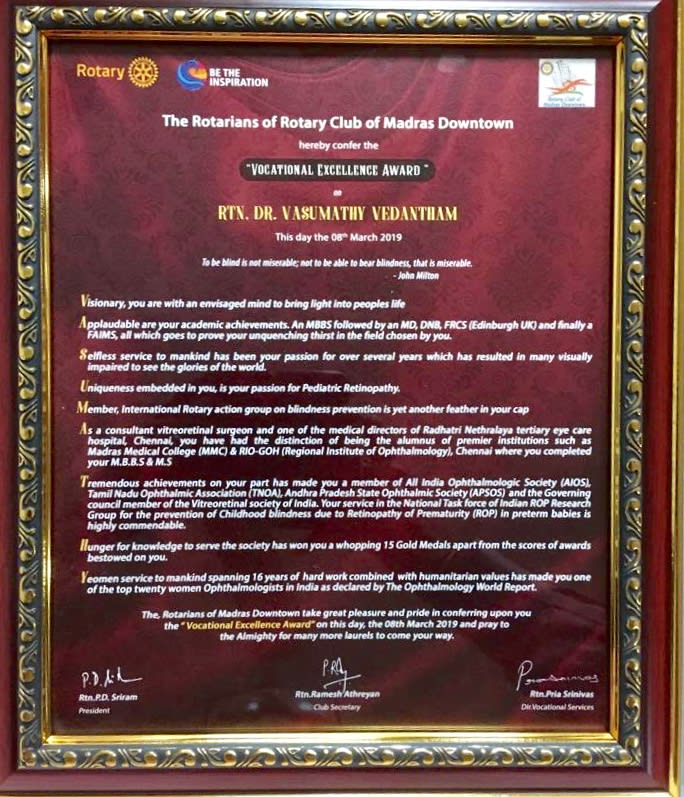 Rotary
BE THE
INSPIRATION
Rotary Club of
Madras Downtown
The Rotarians of Rotary Club of Madras Downtown
hereby confer the
"VOCATIONAL EXCELLENCE AWARD"
on
RTN. DR. VASUMATHY VEDANTHAM
This day the 08th March 2019
To be blind is not miserable; not to be able to bear blindness, that is miserable.
- John Milton
Visionary, you are with an envisaged mind to bring light into peoples life
Applaudable are your academic achievements. An MBBS followed by an MD, DNB, FRCS (Edinburgh UK) and finally a
FAIMS, all which goes to prove your unquenching thirst in the field chosen by you.
Selfless service to mankind has been your passion for over several years which has resulted in many visually
impaired to see the glories of the world.
Uniqueness embedded in you, is your passion for Pediatric Retinopathy.
Member, International Rotary action group on blindness prevention is yet another feather in your cap
As a consultant vitreoretinal surgeon and one of the medical directors of Radhatri Nethralaya tertiary eye care
hospital, Chennai, you have had the distinction of being the alumnus of premier institutions such as
Madras Medical College (MMC) & RIO-GOH (Regional Institute of Ophthalmology), Chennai where you completed
your M.B.B.S & M.S
Tremendous achievements on your part has made you a member of All India Ophthalmologic Society (AIOS),
Tamil Nadu Ophthalmic Association (TNOA), Andhra Pradesh State Ophthalmic Society (APSOS) and the Governing
council member of the Vitreoretinal society of India. Your service in the National Task force of Indian ROP Research
Group for the prevention of Childhood blindness due to Retinopathy of Prematurity (ROP) in preterm babies is
highly commendable.
Hunger for knowledge to serve the society has won you a whopping 15 Gold Medals apart from the scores of awards
bestowed on you.
Yeomen service to mankind spanning 16 years of hard work combined with humanitarian values has made you one
of the top twenty women Ophthalmologists in India as declared by The Ophthalmology World Report.
The, Rotarians of Madras Downtown take great pleasure and pride in conferring upon you
the "Vocational Excellence Award" on this day, the 08th March 2019 and pray to
the Almighty for many more laurels to come your way.
Rtn.P.D. Sriram
President
Rtn.Ramesh Athreyan
Club Secretary
Rtn.Pria Srinivas
Dir.Vocational Services